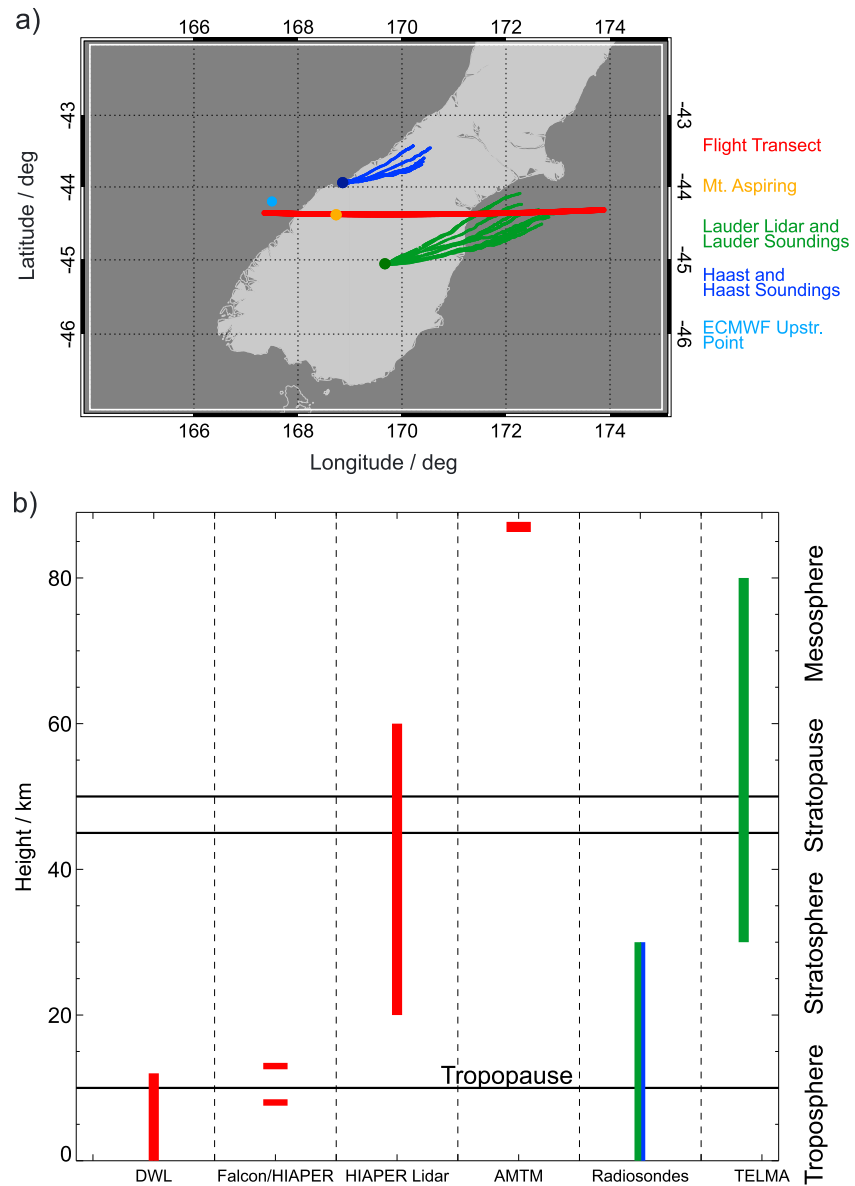 a)
166 168 170 172 174
-43
-44
-45
-46
Latitude / deg
-43
-44
-45
-46
166 168 170 172 174
Longitude / deg
Flight Transect
Mt. Aspiring
Lauder Lidar and
Lauder Soundings
Haast and
Haast Soundings
ECMWF Upstr.
Point
b)
80
60
40
20
0
Height / km
Tropopause
Mesosphere
Stratopause
Stratosphere
Troposphere
DWL Falcon/HIAPER HIAPER Lidar AMTM Radiosondes TELMA